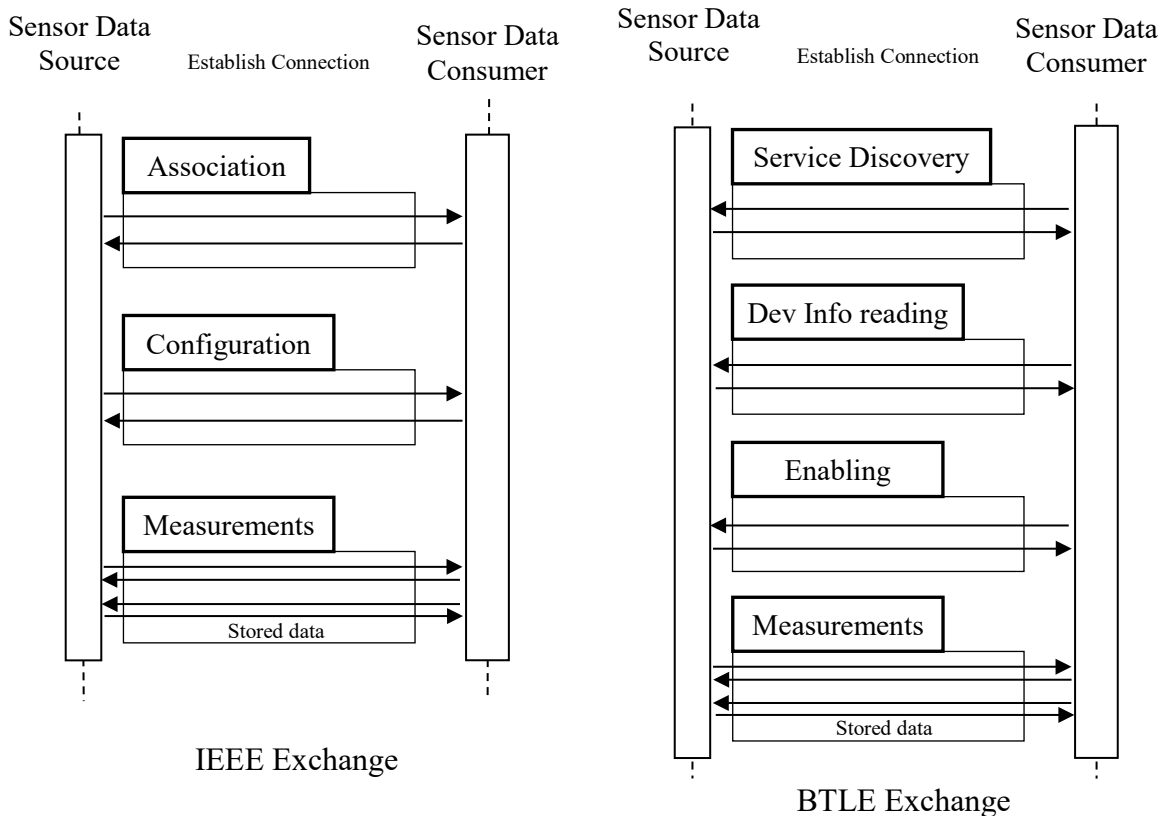 Sensor Data
Source
Establish Connection
Sensor Data
Consumer
Association
Configuration
Measurements
Stored data
IEEE Exchange
Sensor Data
Source
Establish Connection
Sensor Data
Consumer
Service Discovery
Dev Info reading
Enabling
Measurements
Stored data
BTLE Exchange